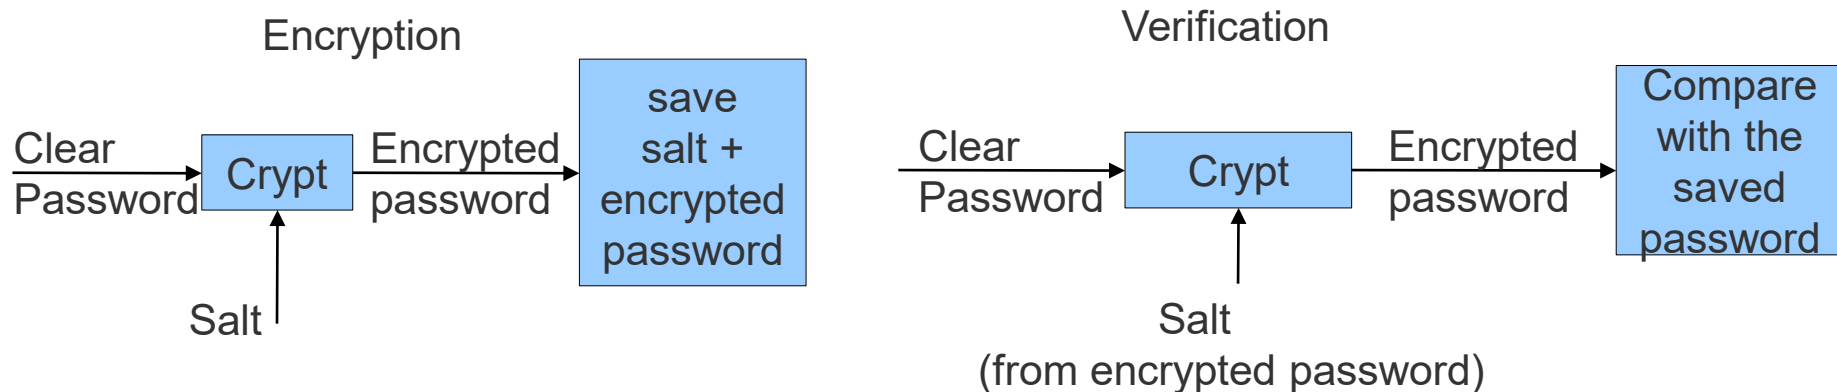 Encryption
Clear
Password
Crypt
Encrypted
password
save
salt +
encrypted
password
Salt
Verification
Clear
Password
Crypt
Encrypted
password
Compare
with the
saved
password
Salt
(from encrypted password)